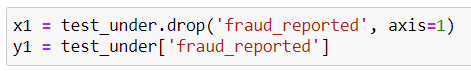 x1 = test_under.drop('fraud_reported', axis=1)
y1 = test_under['fraud_reported']